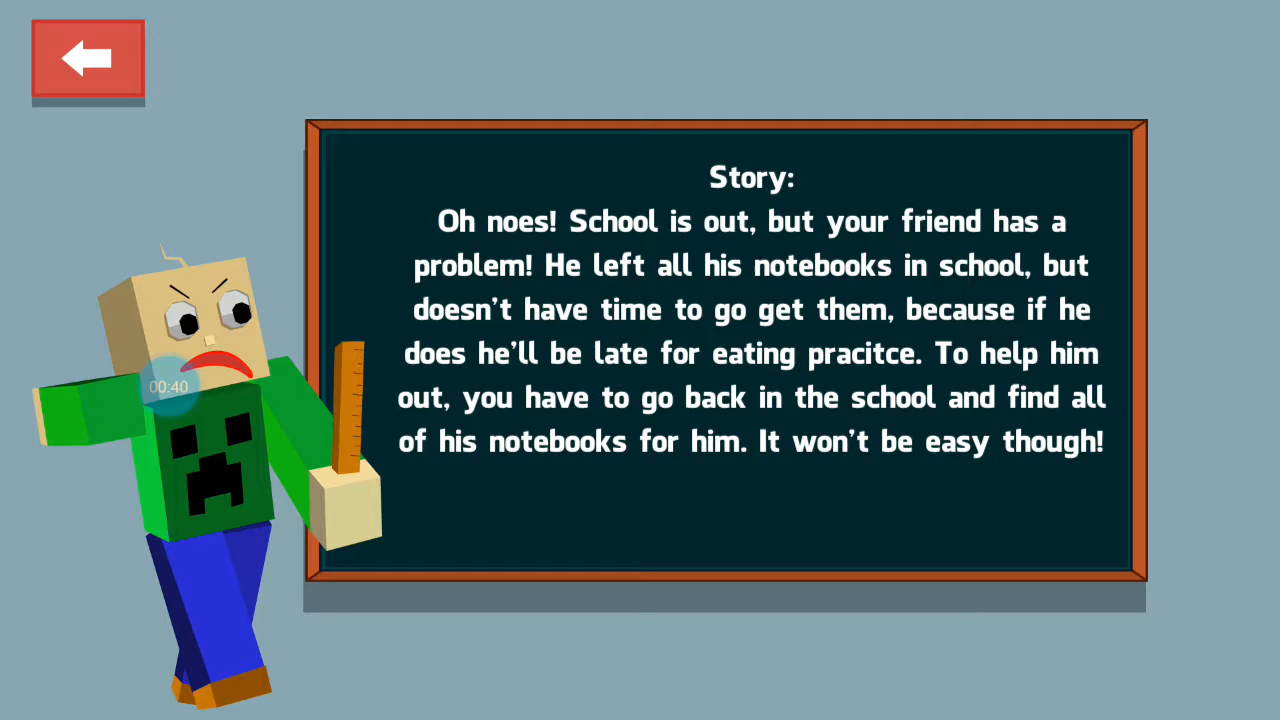 Story:
Oh noes! School is out, but your friend has a
problem! He left all his notebooks in school, but
doesn't have time to go get them, because if he
does he'll be late for eating pracitce. To help him
out, you have to go back in the school and find all
of his notebooks for him. It won't be easy though!
00:40